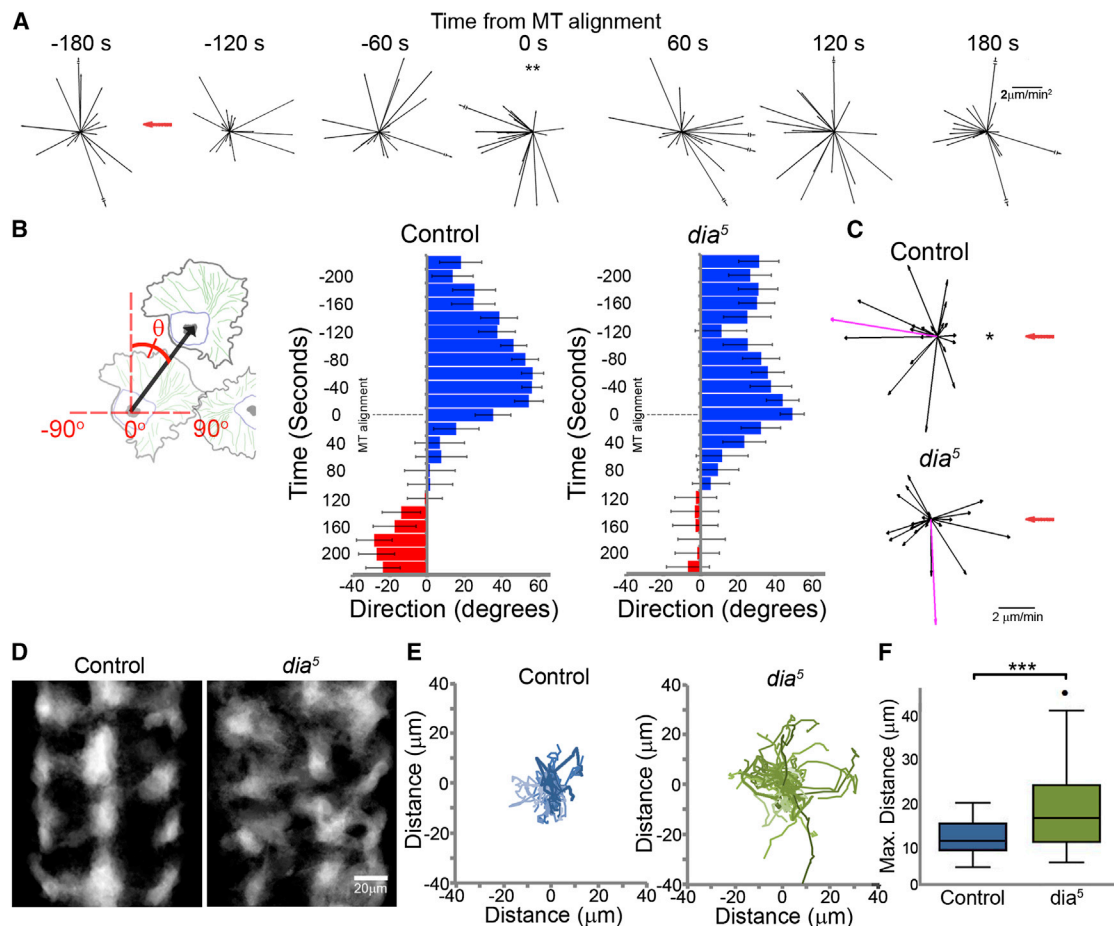 A
Time from MT alignment
-180 s -120 s -60 s 0 s 60 s 120 s 180 s
**
2μm/min²
B
Control
dia⁵
θ
-90° 0° 90°
Time (Seconds)
-200
-160
-120
-80
-40
0
40
80
120
160
200
MT alignment
-40 -20 0 20 40 60
Direction (degrees)
Time (Seconds)
-200
-160
-120
-80
-40
0
40
80
120
160
200
MT alignment
-40 -20 0 20 40 60
Direction (degrees)
C
Control
*
dia⁵
2 μm/min
D
Control
dia⁵
20μm
E
Control
Distance (μm)
40
20
0
-20
-40
-40 -20 0 20 40
Distance (μm)
dia⁵
Distance (μm)
40
20
0
-20
-40
-40 -20 0 20 40
Distance (μm)
F
***
Max. Distance (μm)
40
30
20
10
0
Control dia⁵